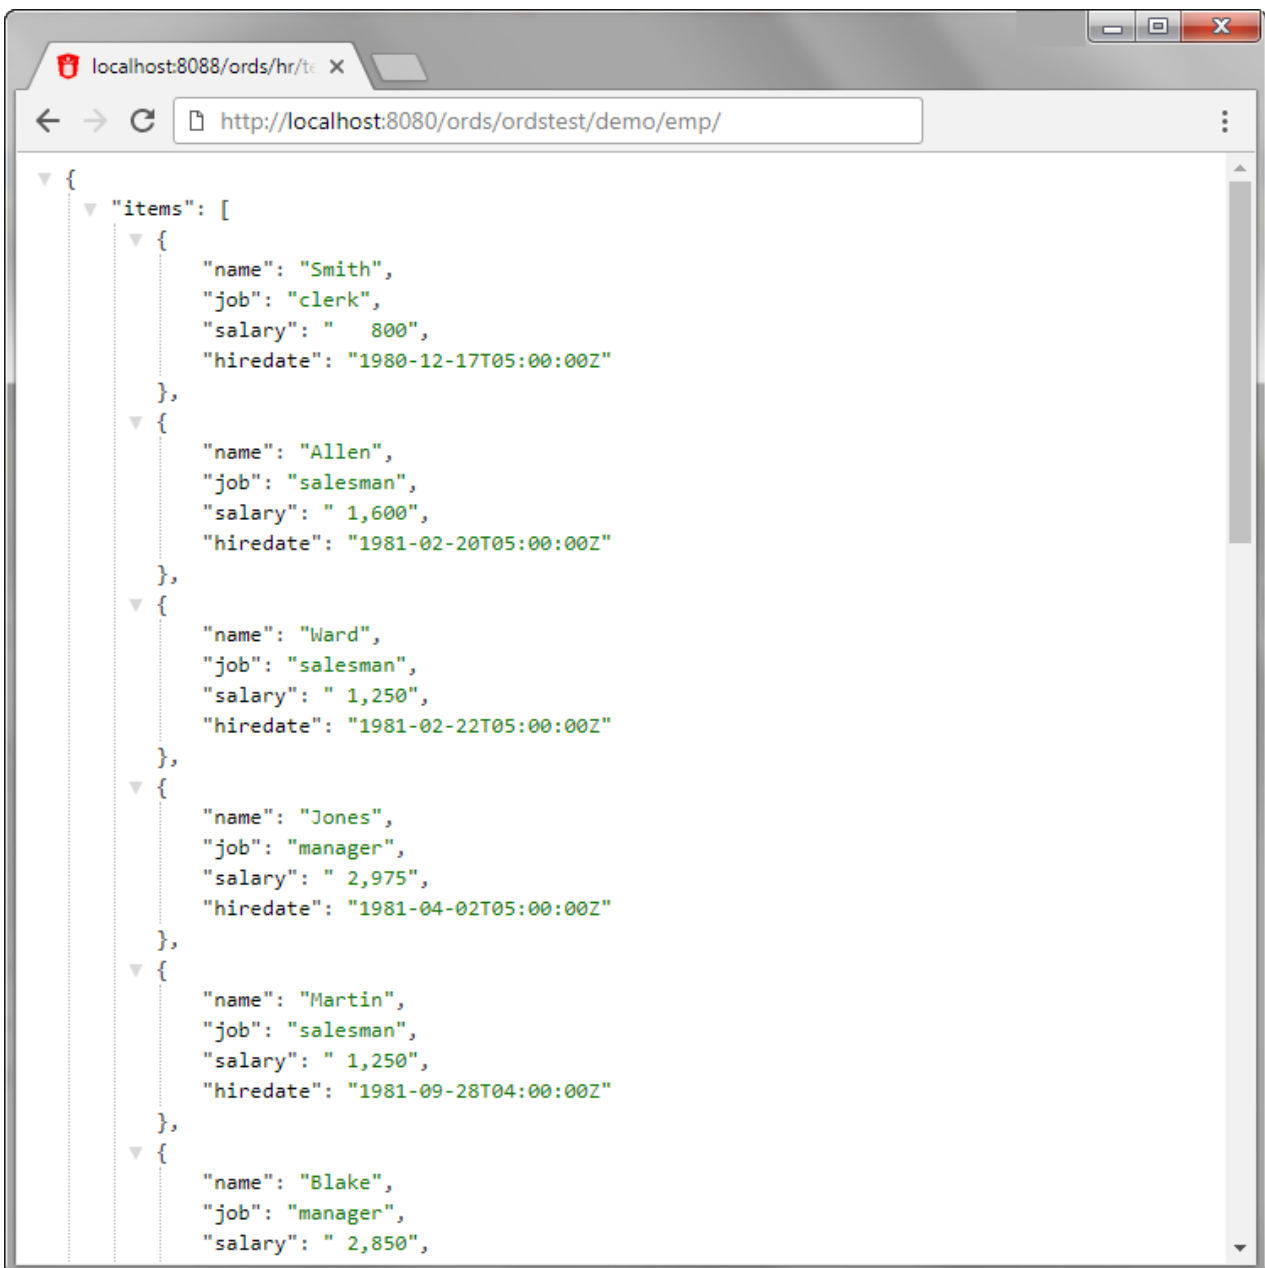 localhost:8088/ords/hr/te
http://localhost:8080/ords/ordstest/demo/emp/
{
"items": [
{
"name": "Smith",
"job": "clerk",
"salary": "   800",
"hiredate": "1980-12-17T05:00:00Z"
},
{
"name": "Allen",
"job": "salesman",
"salary": " 1,600",
"hiredate": "1981-02-20T05:00:00Z"
},
{
"name": "Ward",
"job": "salesman",
"salary": " 1,250",
"hiredate": "1981-02-22T05:00:00Z"
},
{
"name": "Jones",
"job": "manager",
"salary": " 2,975",
"hiredate": "1981-04-02T05:00:00Z"
},
{
"name": "Martin",
"job": "salesman",
"salary": " 1,250",
"hiredate": "1981-09-28T04:00:00Z"
},
{
"name": "Blake",
"job": "manager",
"salary": " 2,850",